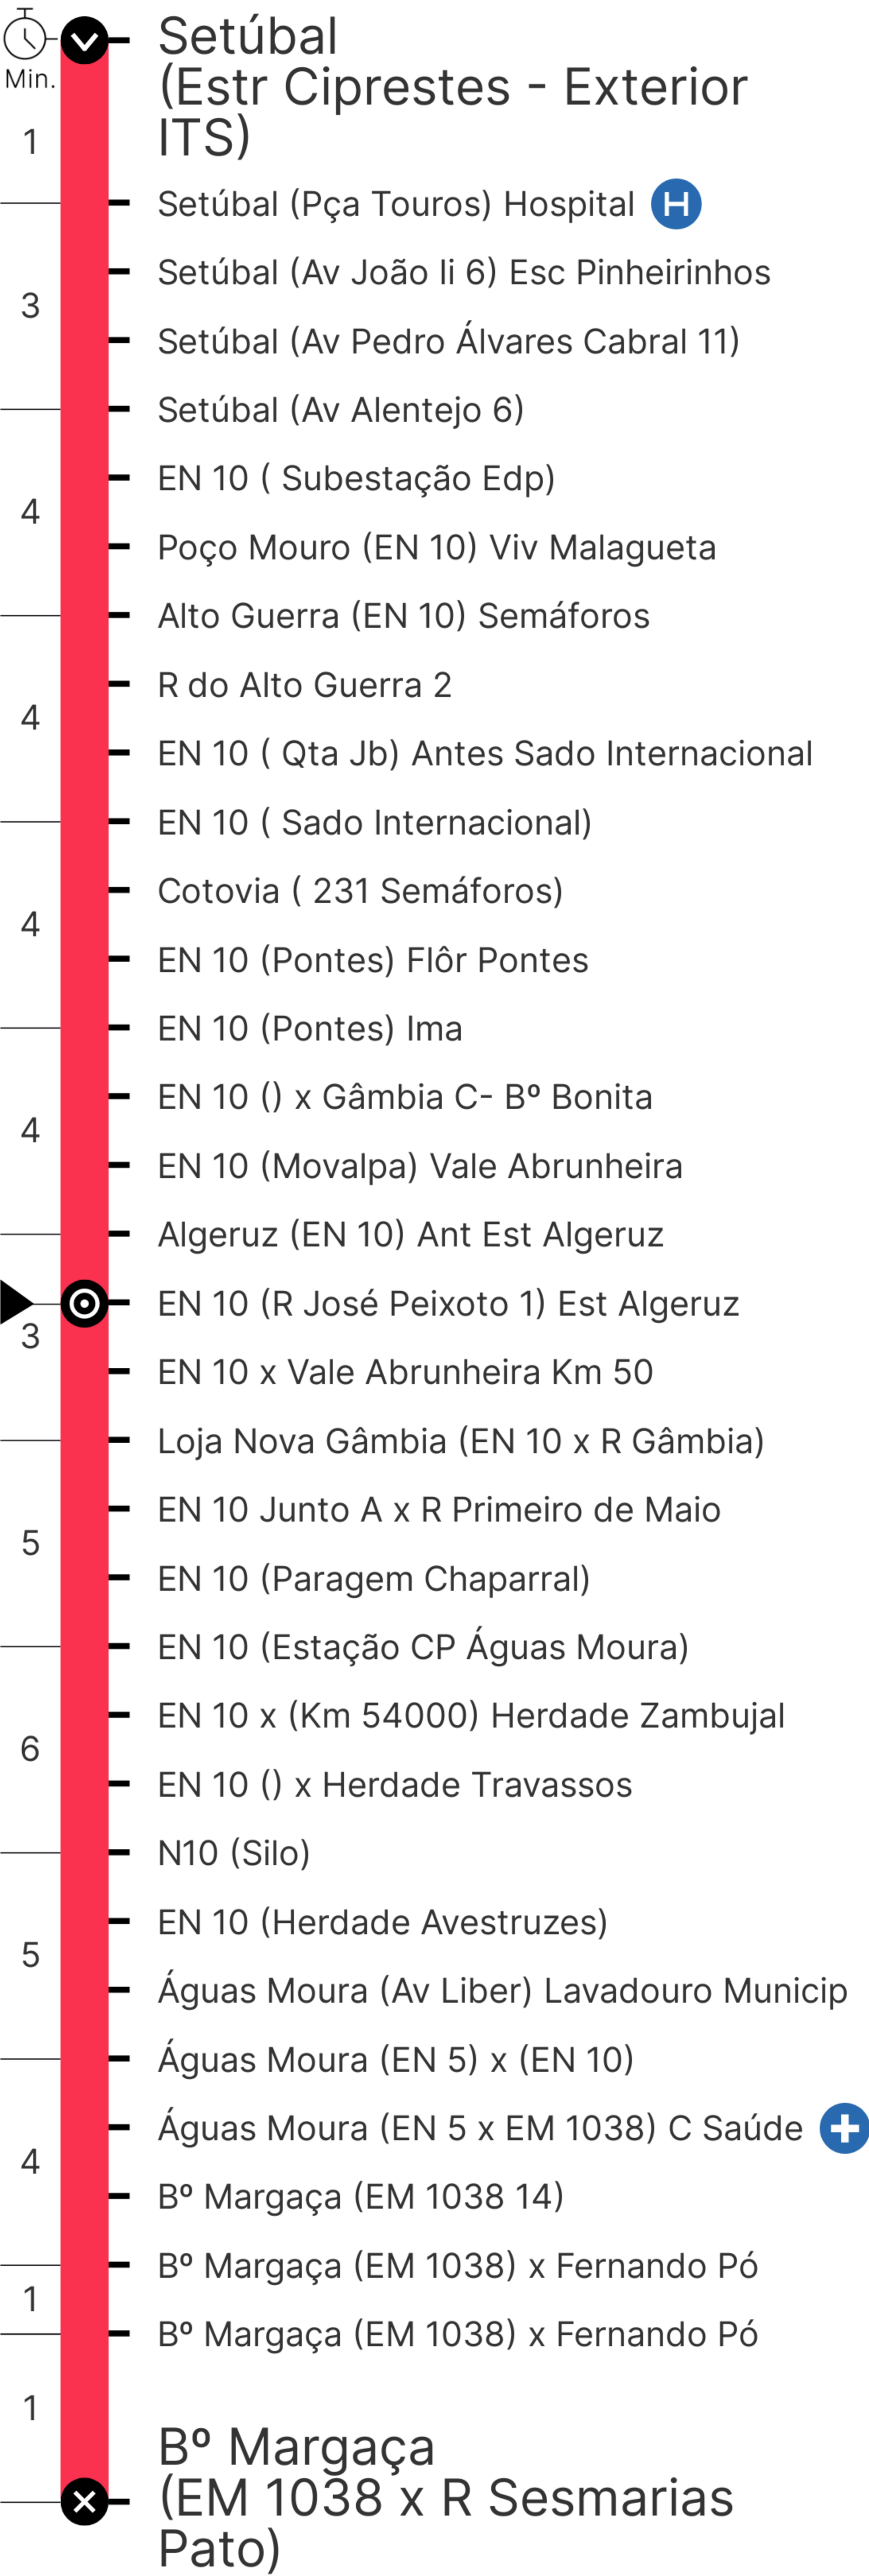 Min.
Setúbal
(Estr Ciprestes - Exterior
ITS)
1
Setúbal (Pça Touros) Hospital H
Setúbal (Av João Ii 6) Esc Pinheirinhos
3
Setúbal (Av Pedro Álvares Cabral 11)
Setúbal (Av Alentejo 6)
EN 10 ( Subestação Edp)
4
Poço Mouro (EN 10) Viv Malagueta
Alto Guerra (EN 10) Semáforos
R do Alto Guerra 2
4
EN 10 ( Qta Jb) Antes Sado Internacional
EN 10 ( Sado Internacional)
Cotovia ( 231 Semáforos)
4
EN 10 (Pontes) Flôr Pontes
EN 10 (Pontes) Ima
EN 10 () x Gâmbia C- Bº Bonita
4
EN 10 (Movalpa) Vale Abrunheira
Algeruz (EN 10) Ant Est Algeruz
EN 10 (R José Peixoto 1) Est Algeruz
3
EN 10 x Vale Abrunheira Km 50
Loja Nova Gâmbia (EN 10 x R Gâmbia)
EN 10 Junto A x R Primeiro de Maio
5
EN 10 (Paragem Chaparral)
EN 10 (Estação CP Águas Moura)
EN 10 x (Km 54000) Herdade Zambujal
6
EN 10 () x Herdade Travassos
N10 (Silo)
EN 10 (Herdade Avestruzes)
5
Águas Moura (Av Liber) Lavadouro Municip
Águas Moura (EN 5) x (EN 10)
Águas Moura (EN 5 x EM 1038) C Saúde
4
Bº Margaça (EM 1038 14)
Bº Margaça (EM 1038) x Fernando Pó
1
Bº Margaça (EM 1038) x Fernando Pó
1
Bº Margaça
(EM 1038 x R Sesmarias
Pato)